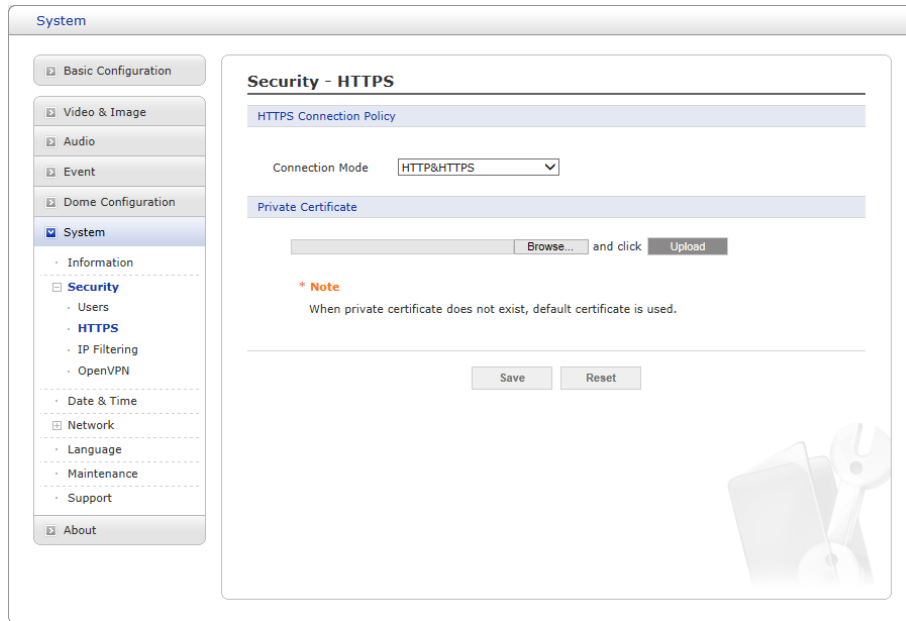 System
Basic Configuration
Video & Image
Audio
Event
Dome Configuration
System
Information
Security
Users
HTTPS
IP Filtering
OpenVPN
Date & Time
Network
Language
Maintenance
Support
About
Security - HTTPS
HTTPS Connection Policy
Connection Mode HTTP&HTTPS
Private Certificate
Browse... and click Upload
* Note
When private certificate does not exist, default certificate is used.
Save Reset